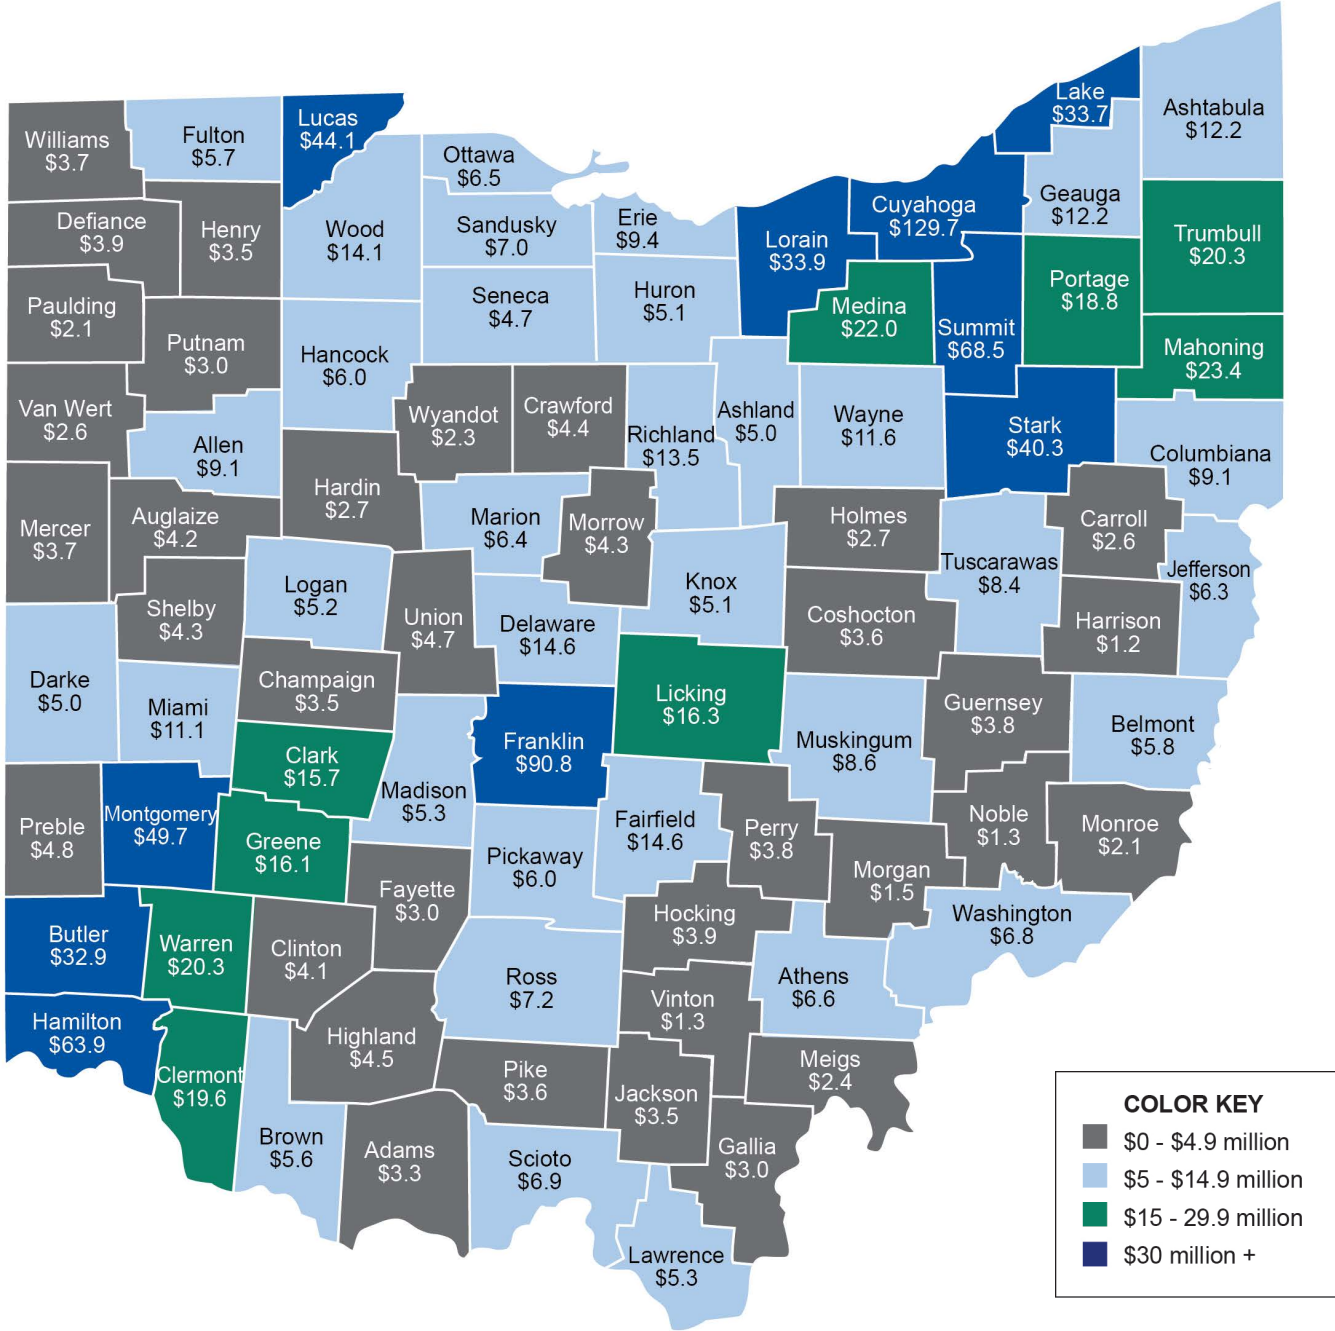 Lake
$33.7
Ashtabula
$12.2
Lucas
$44.1
Williams
$3.7
Fulton
$5.7
Ottawa
$6.5
Geauga
$12.2
Cuyahoga
$129.7
Defiance
$3.9
Henry
$3.5
Wood
$14.1
Sandusky
$7.0
Erie
$9.4
Lorain
$33.9
Trumbull
$20.3
Portage
$18.8
Paulding
$2.1
Seneca
$4.7
Huron
$5.1
Medina
$22.0
Summit
$68.5
Putnam
$3.0
Hancock
$6.0
Mahoning
$23.4
Van Wert
$2.6
Wyandot
$2.3
Crawford
$4.4
Ashland
$5.0
Wayne
$11.6
Stark
$40.3
Allen
$9.1
Richland
$13.5
Columbiana
$9.1
Hardin
$2.7
Mercer
$3.7
Auglaize
$4.2
Marion
$6.4
Morrow
$4.3
Holmes
$2.7
Carroll
$2.6
Tuscarawas
$8.4
Jefferson
$6.3
Logan
$5.2
Knox
$5.1
Shelby
$4.3
Union
$4.7
Delaware
$14.6
Coshocton
$3.6
Harrison
$1.2
Darke
$5.0
Miami
$11.1
Champaign
$3.5
Licking
$16.3
Guernsey
$3.8
Belmont
$5.8
Clark
$15.7
Franklin
$90.8
Muskingum
$8.6
Madison
$5.3
Preble
$4.8
Montgomery
$49.7
Greene
$16.1
Fairfield
$14.6
Perry
$3.8
Noble
$1.3
Monroe
$2.1
Pickaway
$6.0
Morgan
$1.5
Fayette
$3.0
Hocking
$3.9
Washington
$6.8
Butler
$32.9
Warren
$20.3
Clinton
$4.1
Ross
$7.2
Vinton
$1.3
Athens
$6.6
Hamilton
$63.9
Highland
$4.5
Clermont
$19.6
Pike
$3.6
Jackson
$3.5
Meigs
$2.4
Brown
$5.6
Adams
$3.3
Scioto
$6.9
Gallia
$3.0
Lawrence
$5.3
COLOR KEY
$0 - $4.9 million
$5 - $14.9 million
$15 - 29.9 million
$30 million +